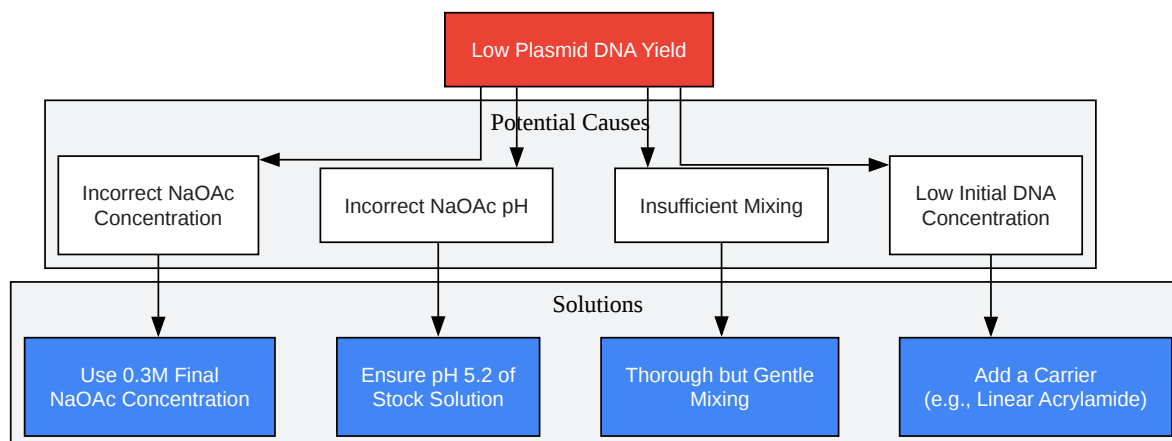 Low Plasmid DNA Yield
Potential Causes
Incorrect NaOAc
Concentration
Incorrect NaOAc pH
Insufficient Mixing
Low Initial DNA
Concentration
Solutions
Use 0.3M Final
NaOAc Concentration
Ensure pH 5.2 of
Stock Solution
Thorough but Gentle
Mixing
Add a Carrier
(e.g., Linear Acrylamide)